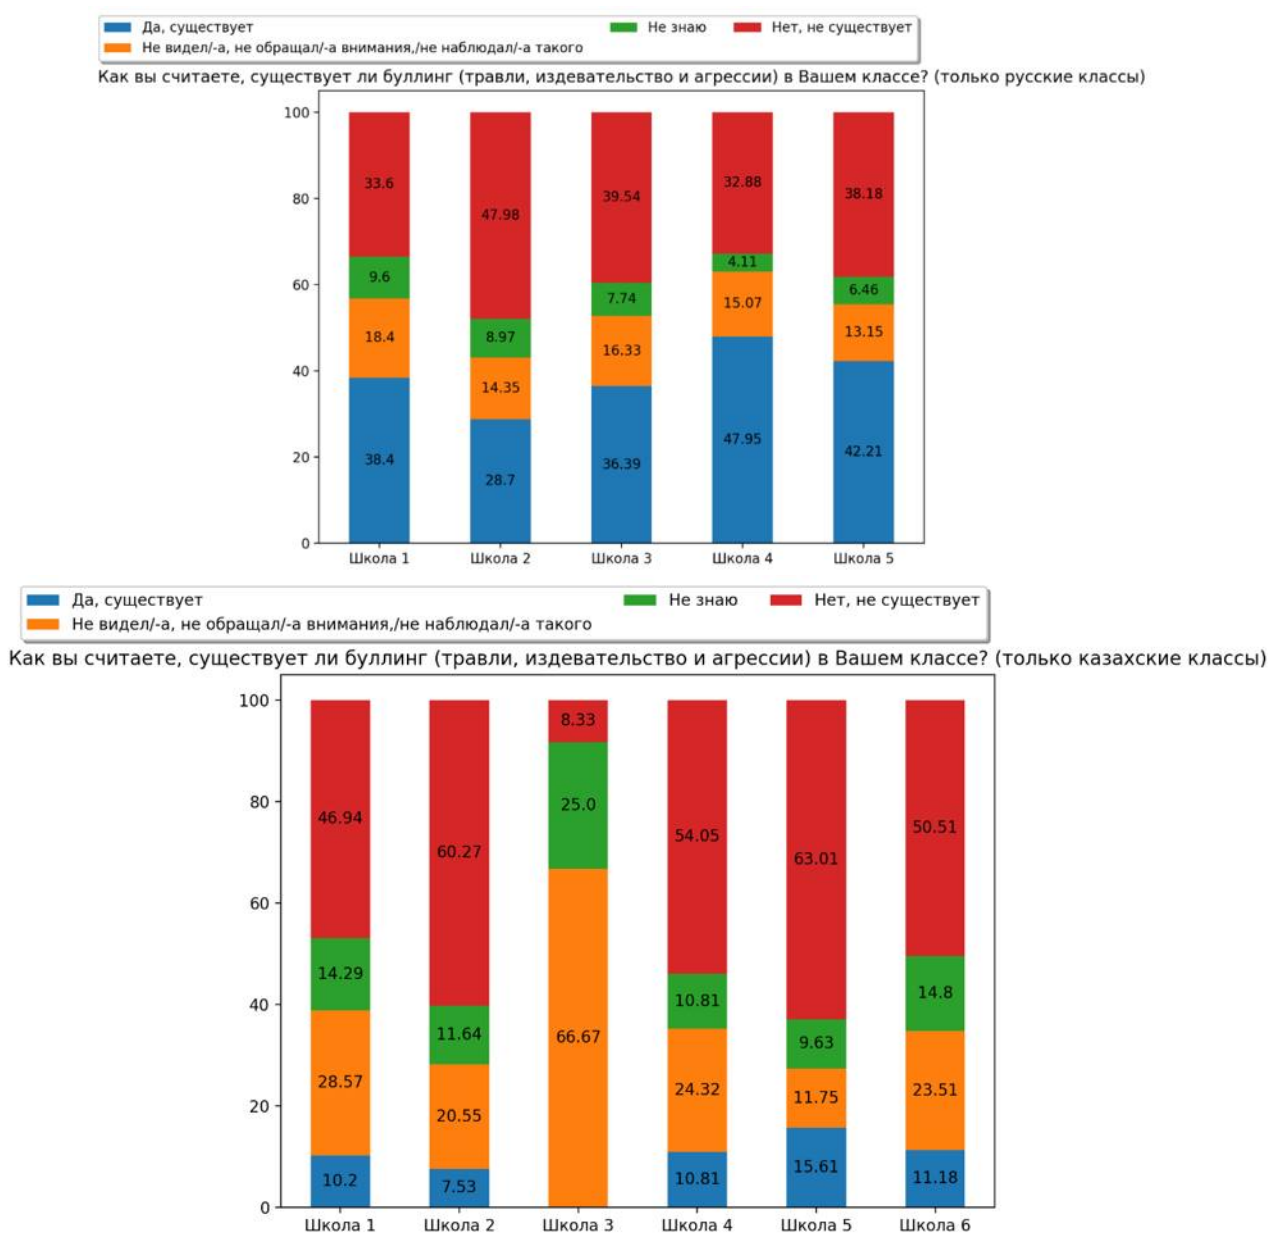 Да, существует
Не знаю
Нет, не существует
Не видел/-а, не обращал/-а внимания,/не наблюдал/-а такого
Как вы считаете, существует ли буллинг (травли, издевательство и агрессии) в Вашем классе? (только русские классы)
100
80
60
40
20
0
33.6
47.98
39.54
32.88
38.18
9.6
8.97
7.74
4.11
6.46
18.4
14.35
16.33
15.07
13.15
38.4
28.7
36.39
47.95
42.21
Школа 1
Школа 2
Школа 3
Школа 4
Школа 5
Да, существует
Не знаю
Нет, не существует
Не видел/-а, не обращал/-а внимания,/не наблюдал/-а такого
Как вы считаете, существует ли буллинг (травли, издевательство и агрессии) в Вашем классе? (только казахские классы)
100
80
60
40
20
0
46.94
60.27
8.33
54.05
63.01
50.51
14.29
11.64
25.0
10.81
9.63
14.8
28.57
20.55
66.67
24.32
11.75
23.51
10.2
7.53
10.81
15.61
11.18
Школа 1
Школа 2
Школа 3
Школа 4
Школа 5
Школа 6